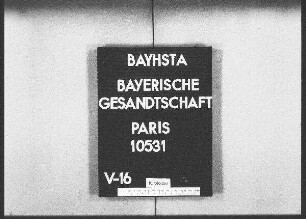 BAYHSTA
BAYERISCHE
GESANDTSCHAFT
PARIS
10531
V-16